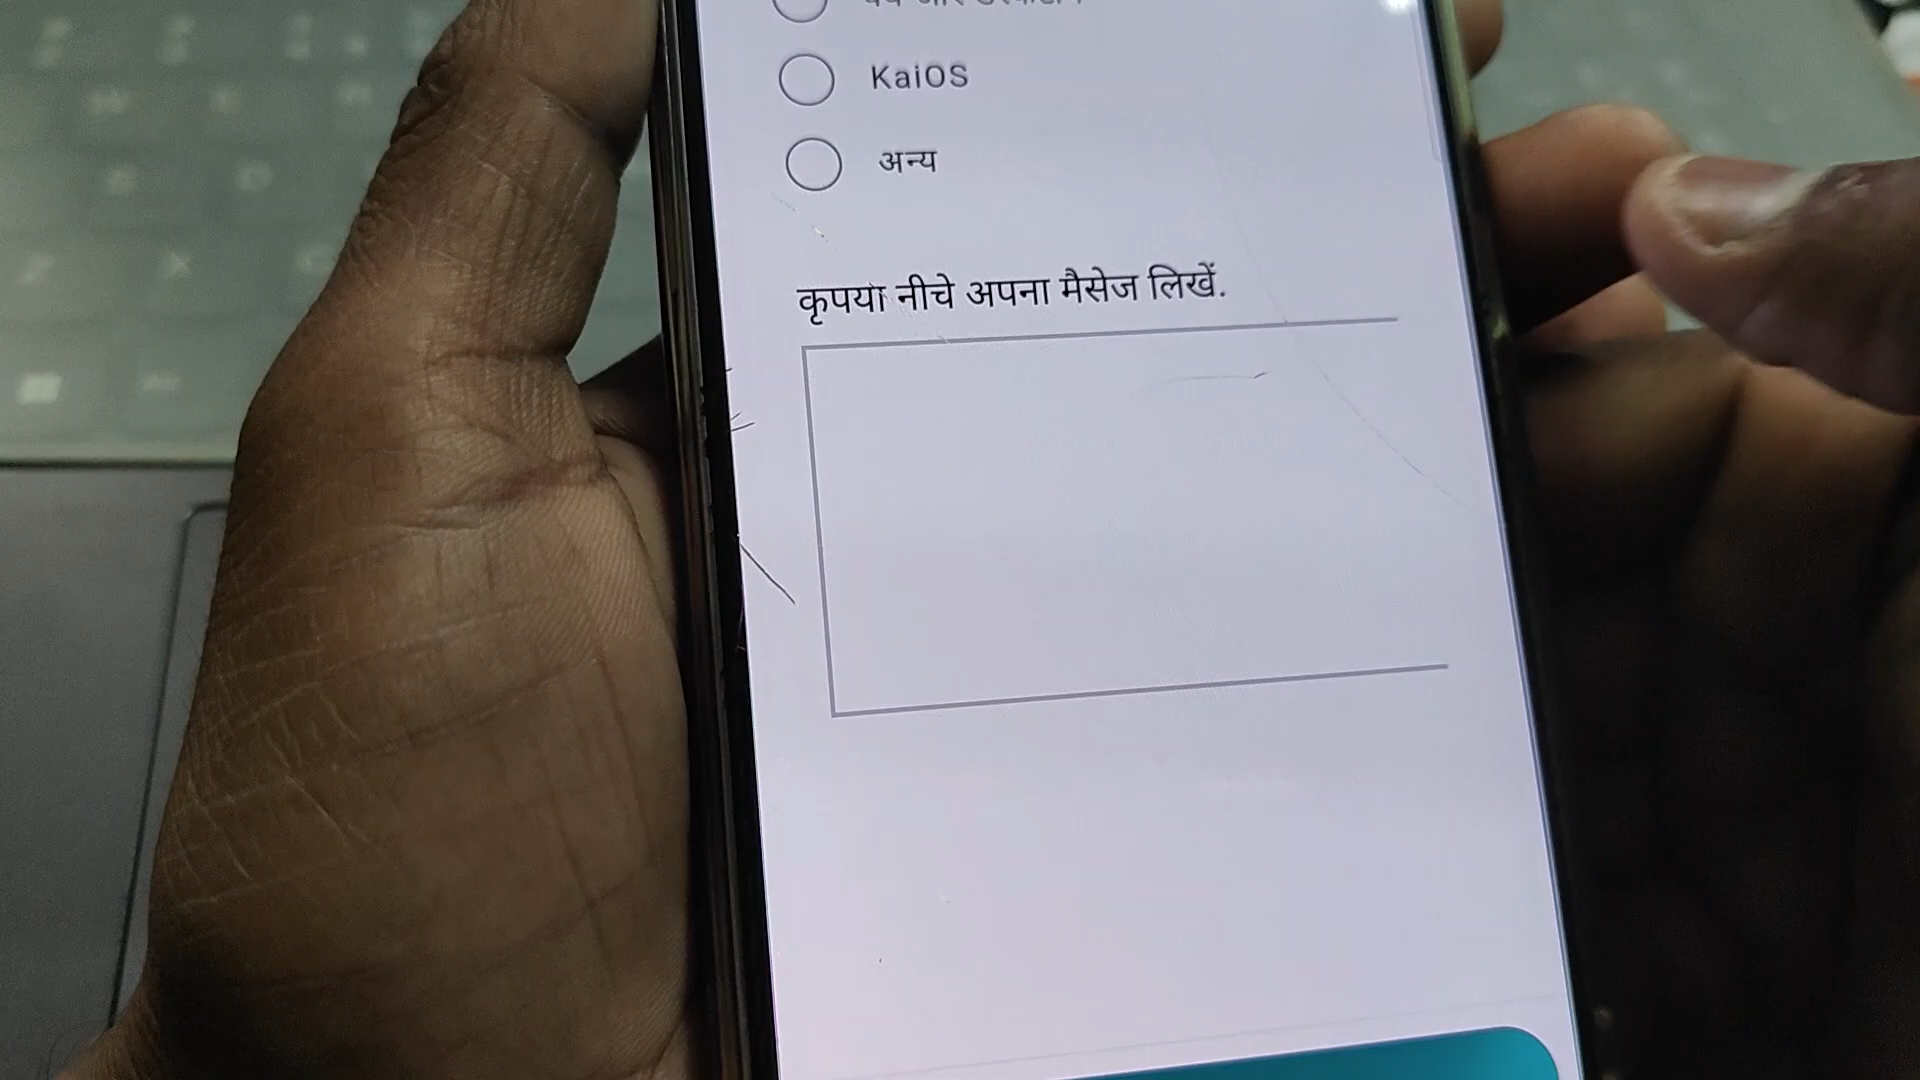 KaiOS
अन्य
कृपया नीचे अपना मैसेज लिखें.